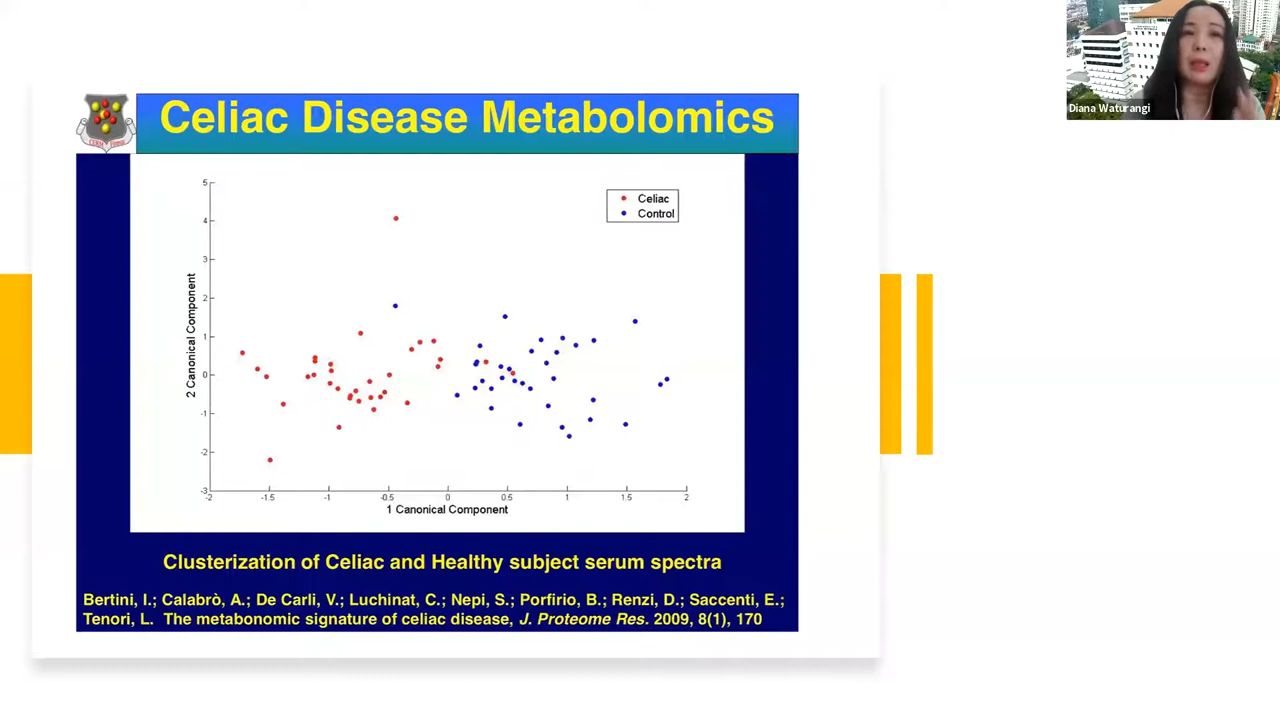 Diana Waturangi
Celiac Disease Metabolomics
Celiac
Control
5
4
3
2
1
0
-1
-2
-3
2 Canonical Component
-2
-1.5
-1
-0.5
0
0.5
1
1.5
2
1 Canonical Component
Clusterization of Celiac and Healthy subject serum spectra
Bertini, I.; Calabrò, A.; De Carli, V.; Luchinat, C.; Nepi, S.; Porfirio, B.; Renzi, D.; Saccenti, E.;
Tenori, L. The metabonomic signature of celiac disease, J. Proteome Res. 2009, 8(1), 170